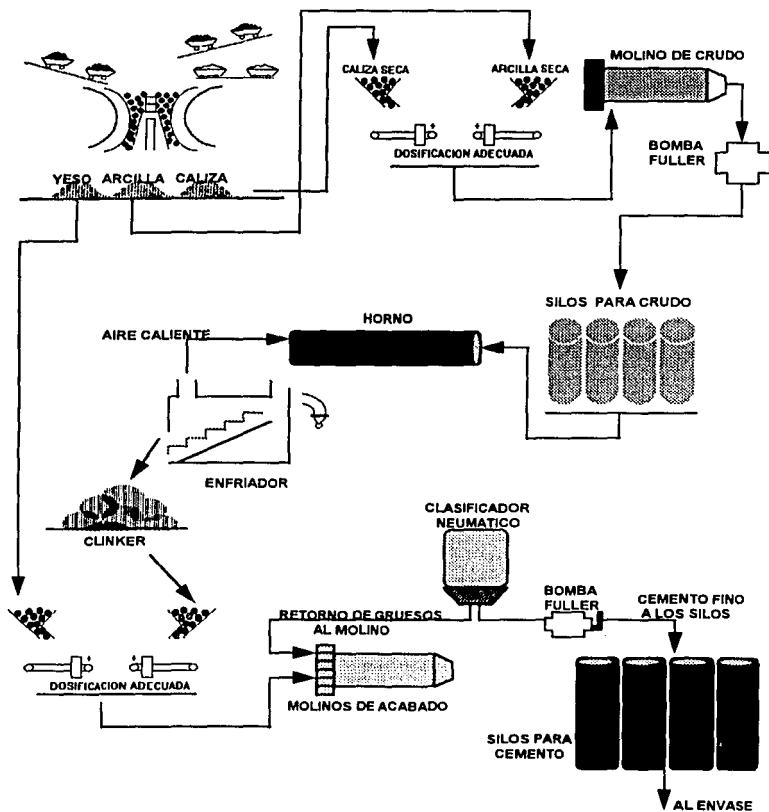 CALIZA SECA
ARCILLA SECA
MOLINO DE CRUDO
DOSIFICACION ADECUADA
BOMBA
FULLER
YESO ARCILLA CALIZA
SILOS PARA CRUDO
HORNO
AIRE CALIENTE
ENFRIADOR
CLINKER
CLASIFICADOR
NEUMATICO
RETORNO DE GRUESOS
AL MOLINO
BOMBA
FULLER
CEMENTO FINO
A LOS SILOS
DOSIFICACION ADECUADA
MOLINOS DE ACABADO
SILOS PARA
CEMENTO
AL ENVASE